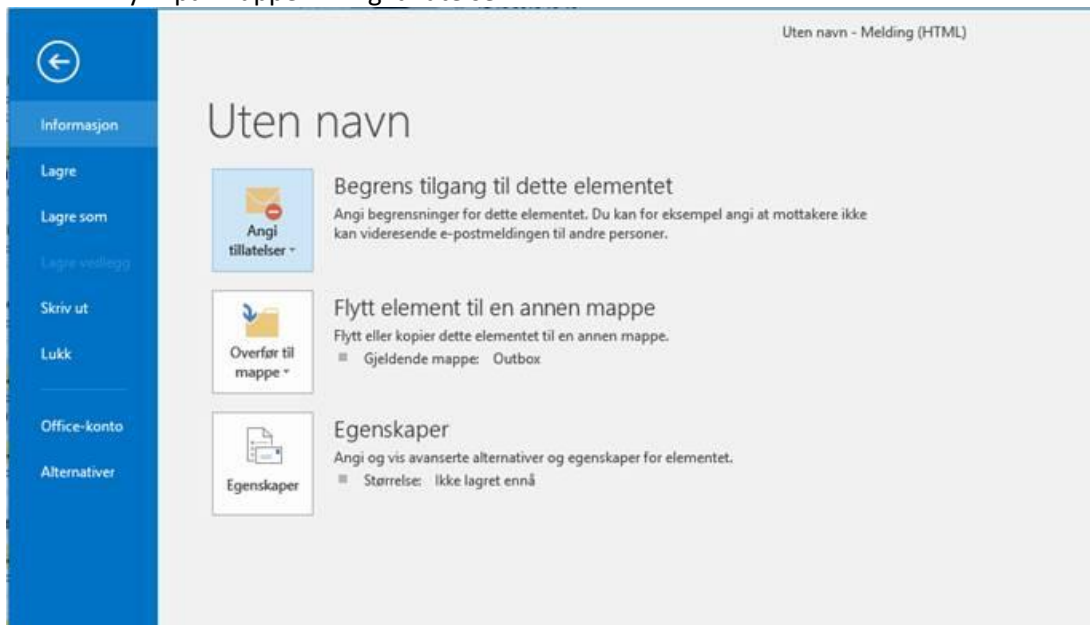 Uten navn - Melding (HTML)
Informasjon
Lagre
Lagre som
Lagre vedlegg
Skriv ut
Lukk
Office-konto
Alternativer
Uten navn
Angi
tillatelser
Begrens tilgang til dette elementet
Angi begrensninger for dette elementet. Du kan for eksempel angi at mottakere ikke
kan videresende e-postmeldingen til andre personer.
Overfør til
mappe
Flytt element til en annen mappe
Flytt eller kopier dette elementet til en annen mappe.
Gjeldende mappe: Outbox
Egenskaper
Egenskaper
Angi og vis avanserte alternativer og egenskaper for elementet.
Størrelse: Ikke lagret ennå